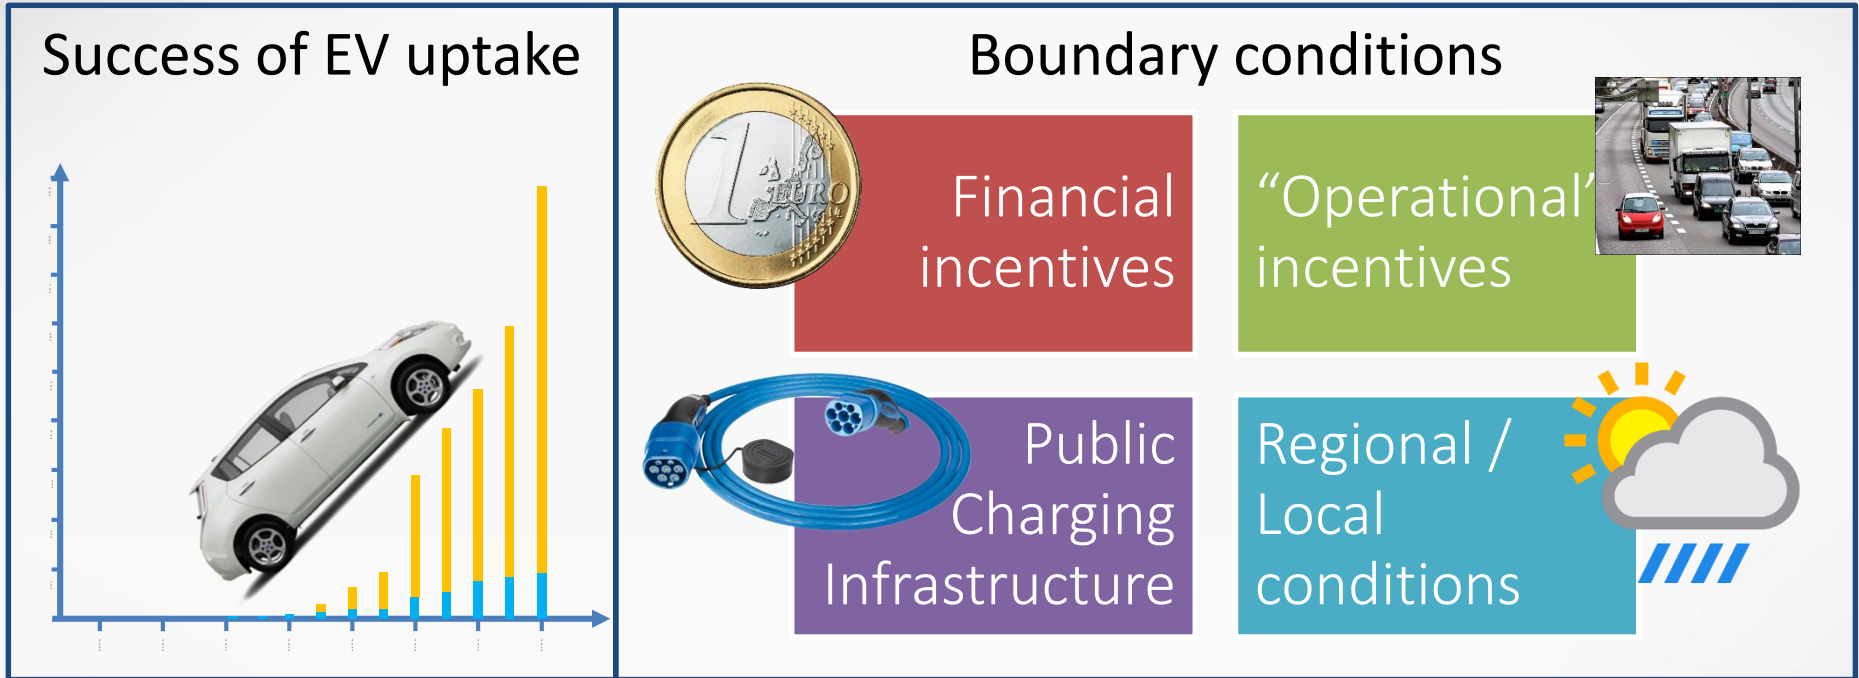 Success of EV uptake
Boundary conditions
1
EURO
Financial
incentives
“Operational’
incentives
Public
Charging
Infrastructure
Regional /
Local
conditions